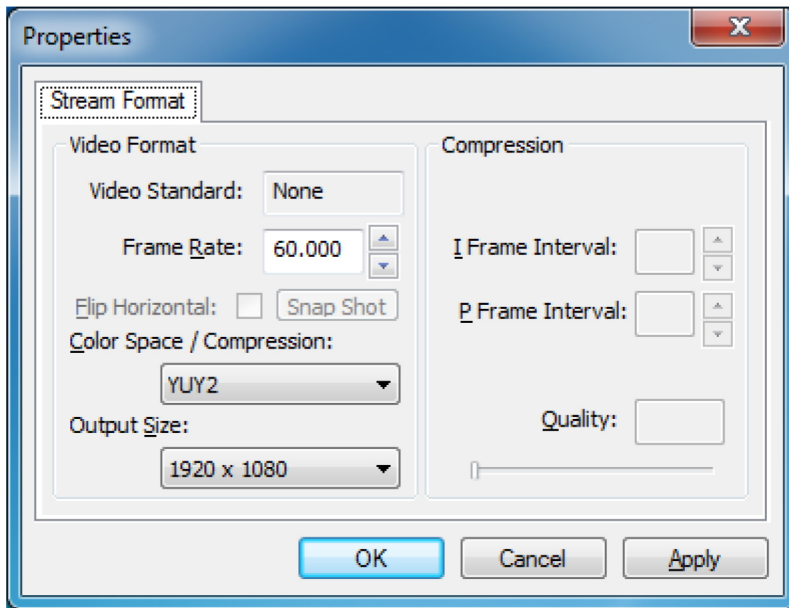 Properties
Stream Format
Video Format
Video Standard: None
Frame Rate: 60.000
Flip Horizontal: Snap Shot
Color Space / Compression:
YUY2
Output Size:
1920 x 1080
Compression
I Frame Interval:
P Frame Interval:
Quality:
OK Cancel Apply